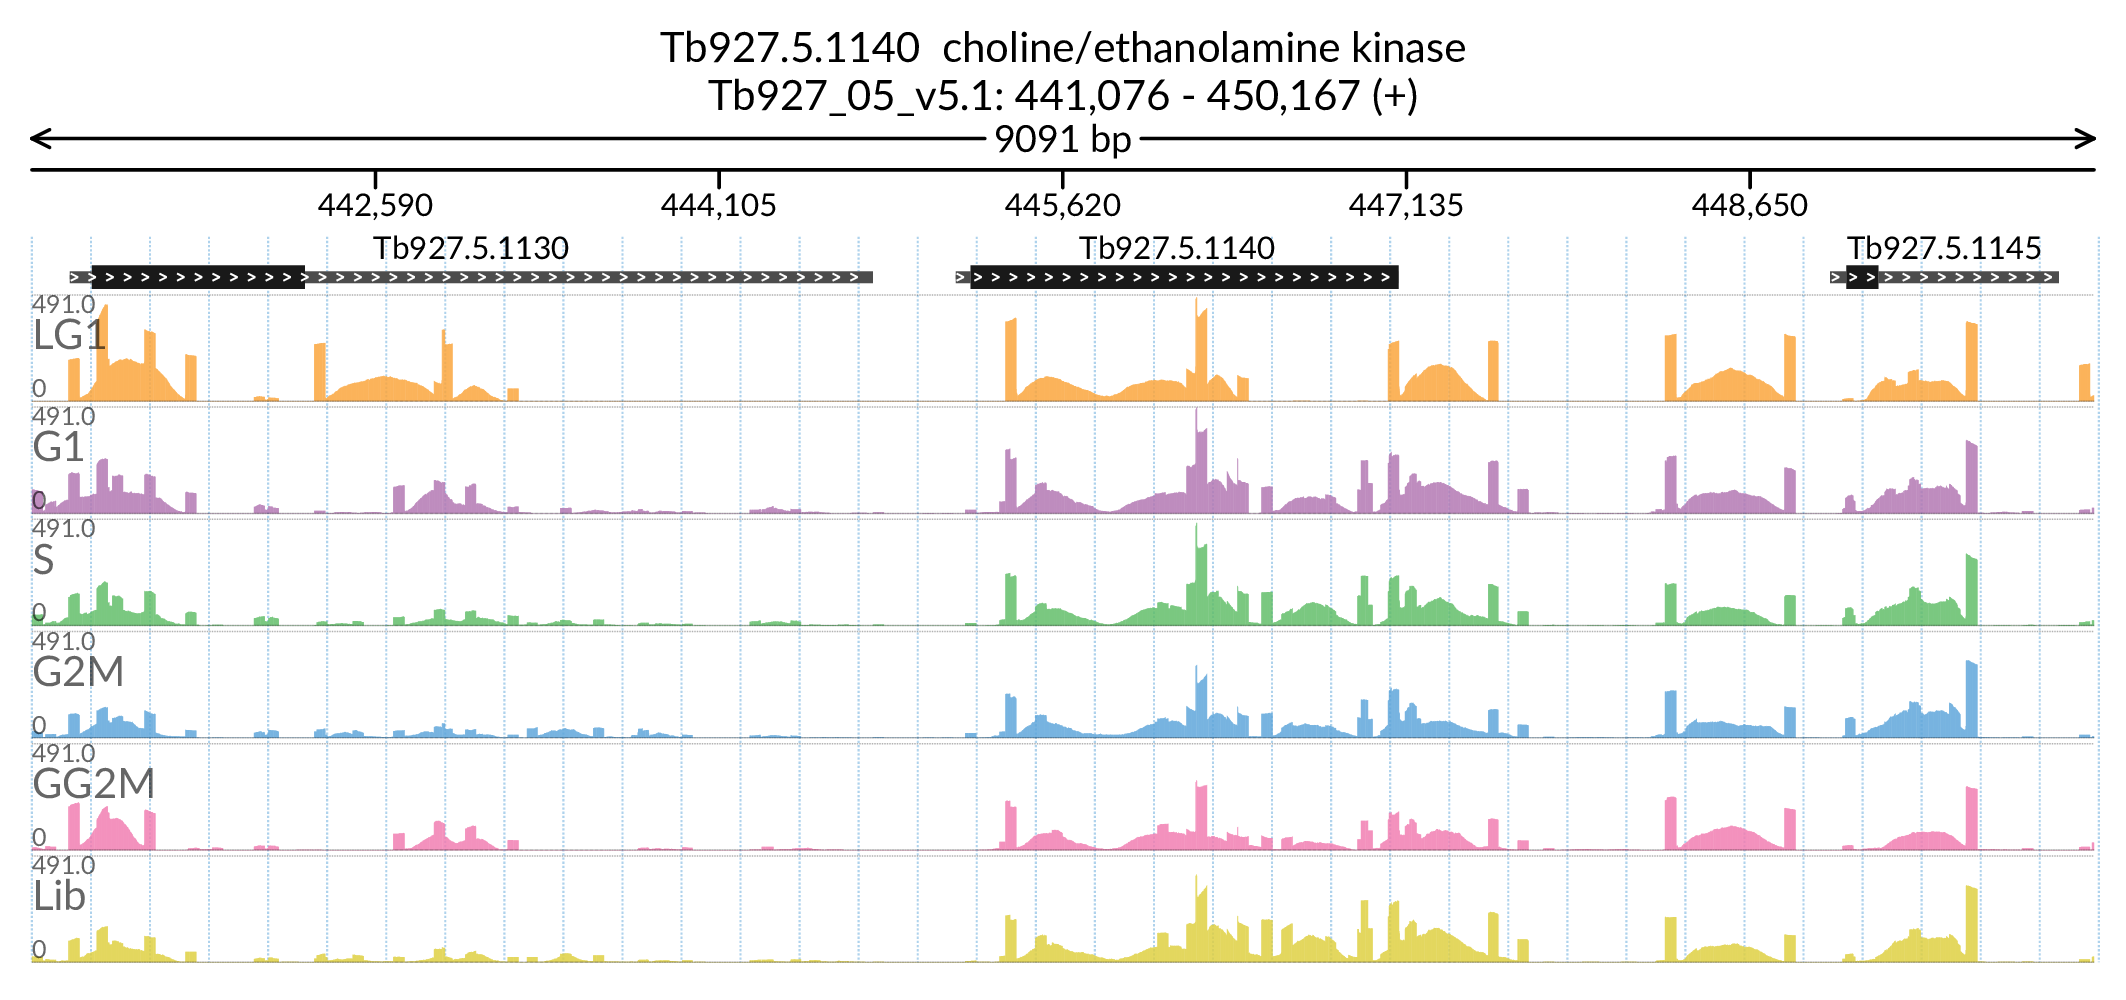 Tb927.5.1140 choline/ethanolamine kinase
Tb927_05_v5.1: 441,076 - 450,167 (+)
9091 bp
442,590 444,105 445,620 447,135 448,650
Tb927.5.1130 Tb927.5.1140 Tb927.5.1145
491.0
LG1
0
491.0
G1
0
491.0
S
0
491.0
G2M
0
491.0
GG2M
0
491.0
Lib
0